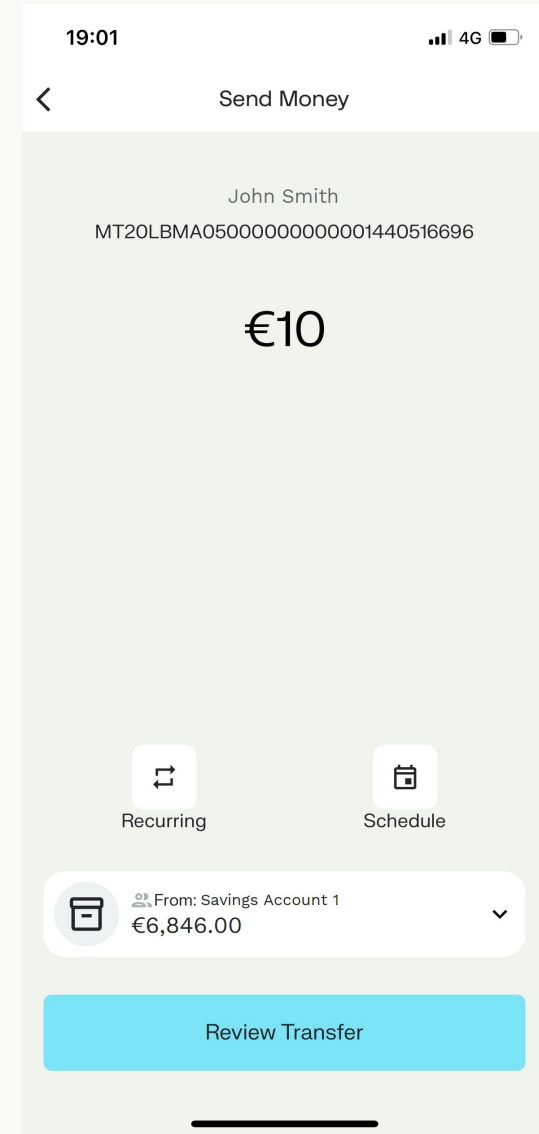 19:01
4G
Send Money
John Smith
MT20LBMA05000000000001440516696
€10
Recurring
Schedule
From: Savings Account 1
€6,846.00
Review Transfer